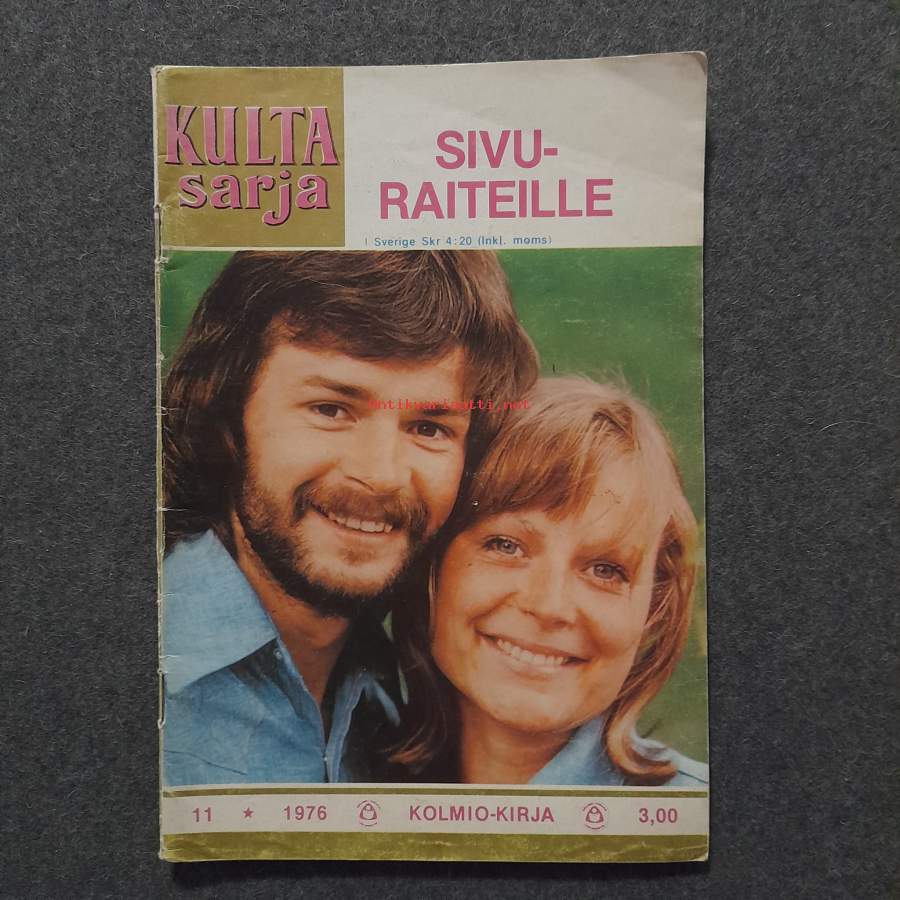 KULTA
sarja
SIVU-
RAITEILLE
I Sverige Skr 4:20 (Inkl. moms)
Antikvariaatti.net
11 ★ 1976 KOLMIO-KIRJA 3,00